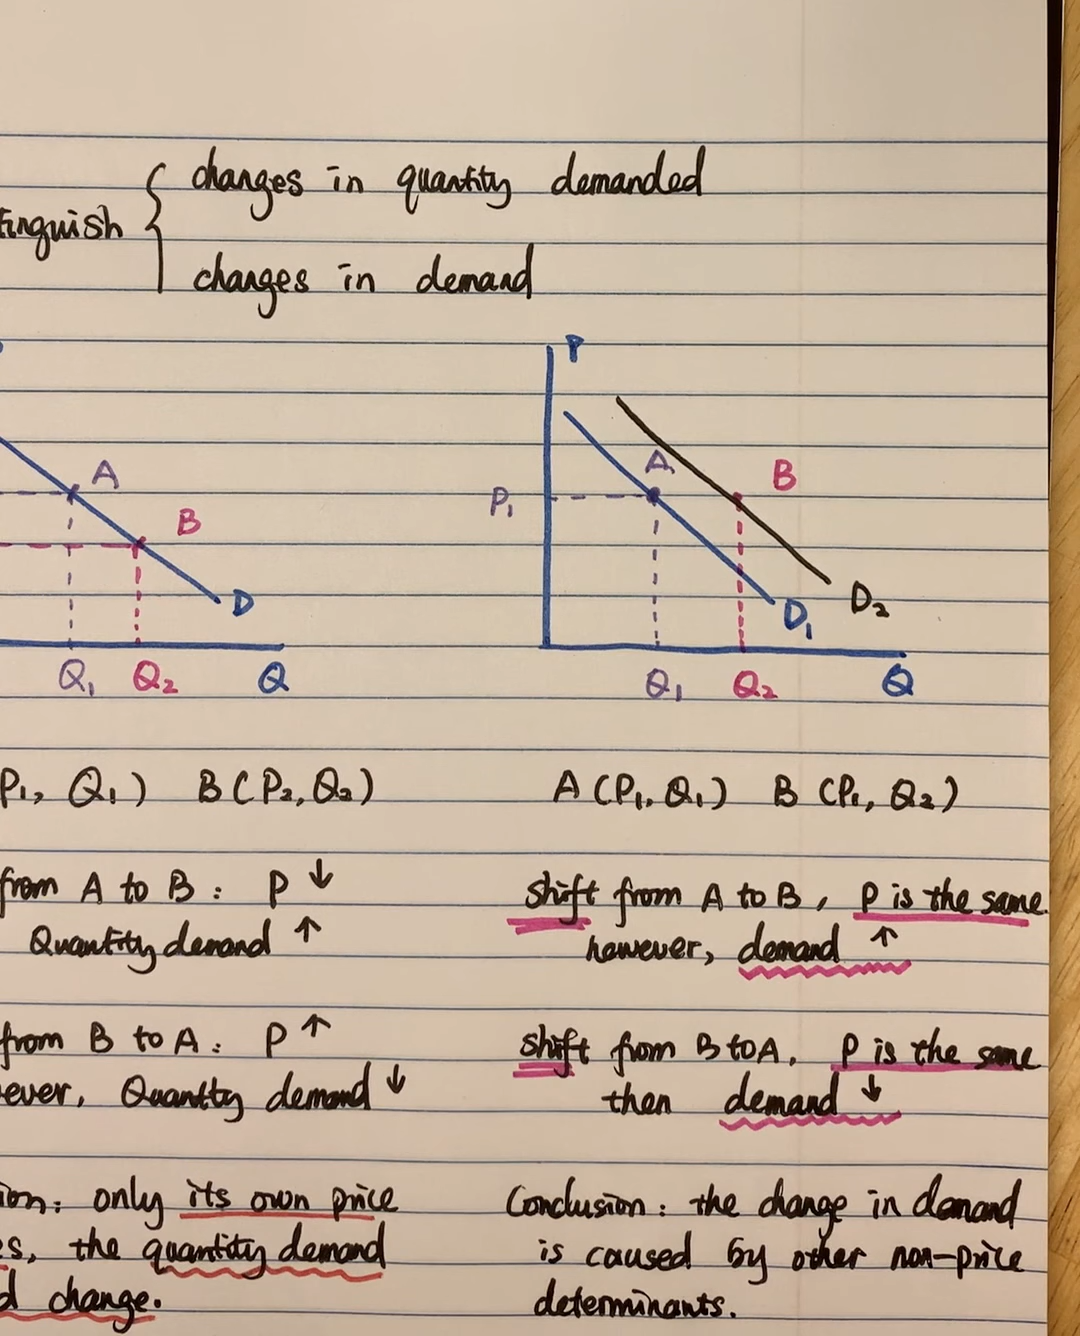 changes in quantity demanded
tinguish
changes in demand
P
A
B
D
Q₁ Q₂ Q
P
A
B
P₁
D₁
D₂
Q₁ Q₂ Q
P₁, Q₁) B (P₂, Q₂)
from A to B : P ↓
Quantity demand ↑
from B to A : P ↑
ever, Quantity demand ↓
ion: only its own price
es, the quantity demand
d change.
A (P₁, Q₁) B (P₁, Q₂)
shift from A to B, P is the same.
however, demand ↑
shift from B to A, P is the same
then demand ↓
Conclusion : the change in demand
is caused by other non-price
determinants.